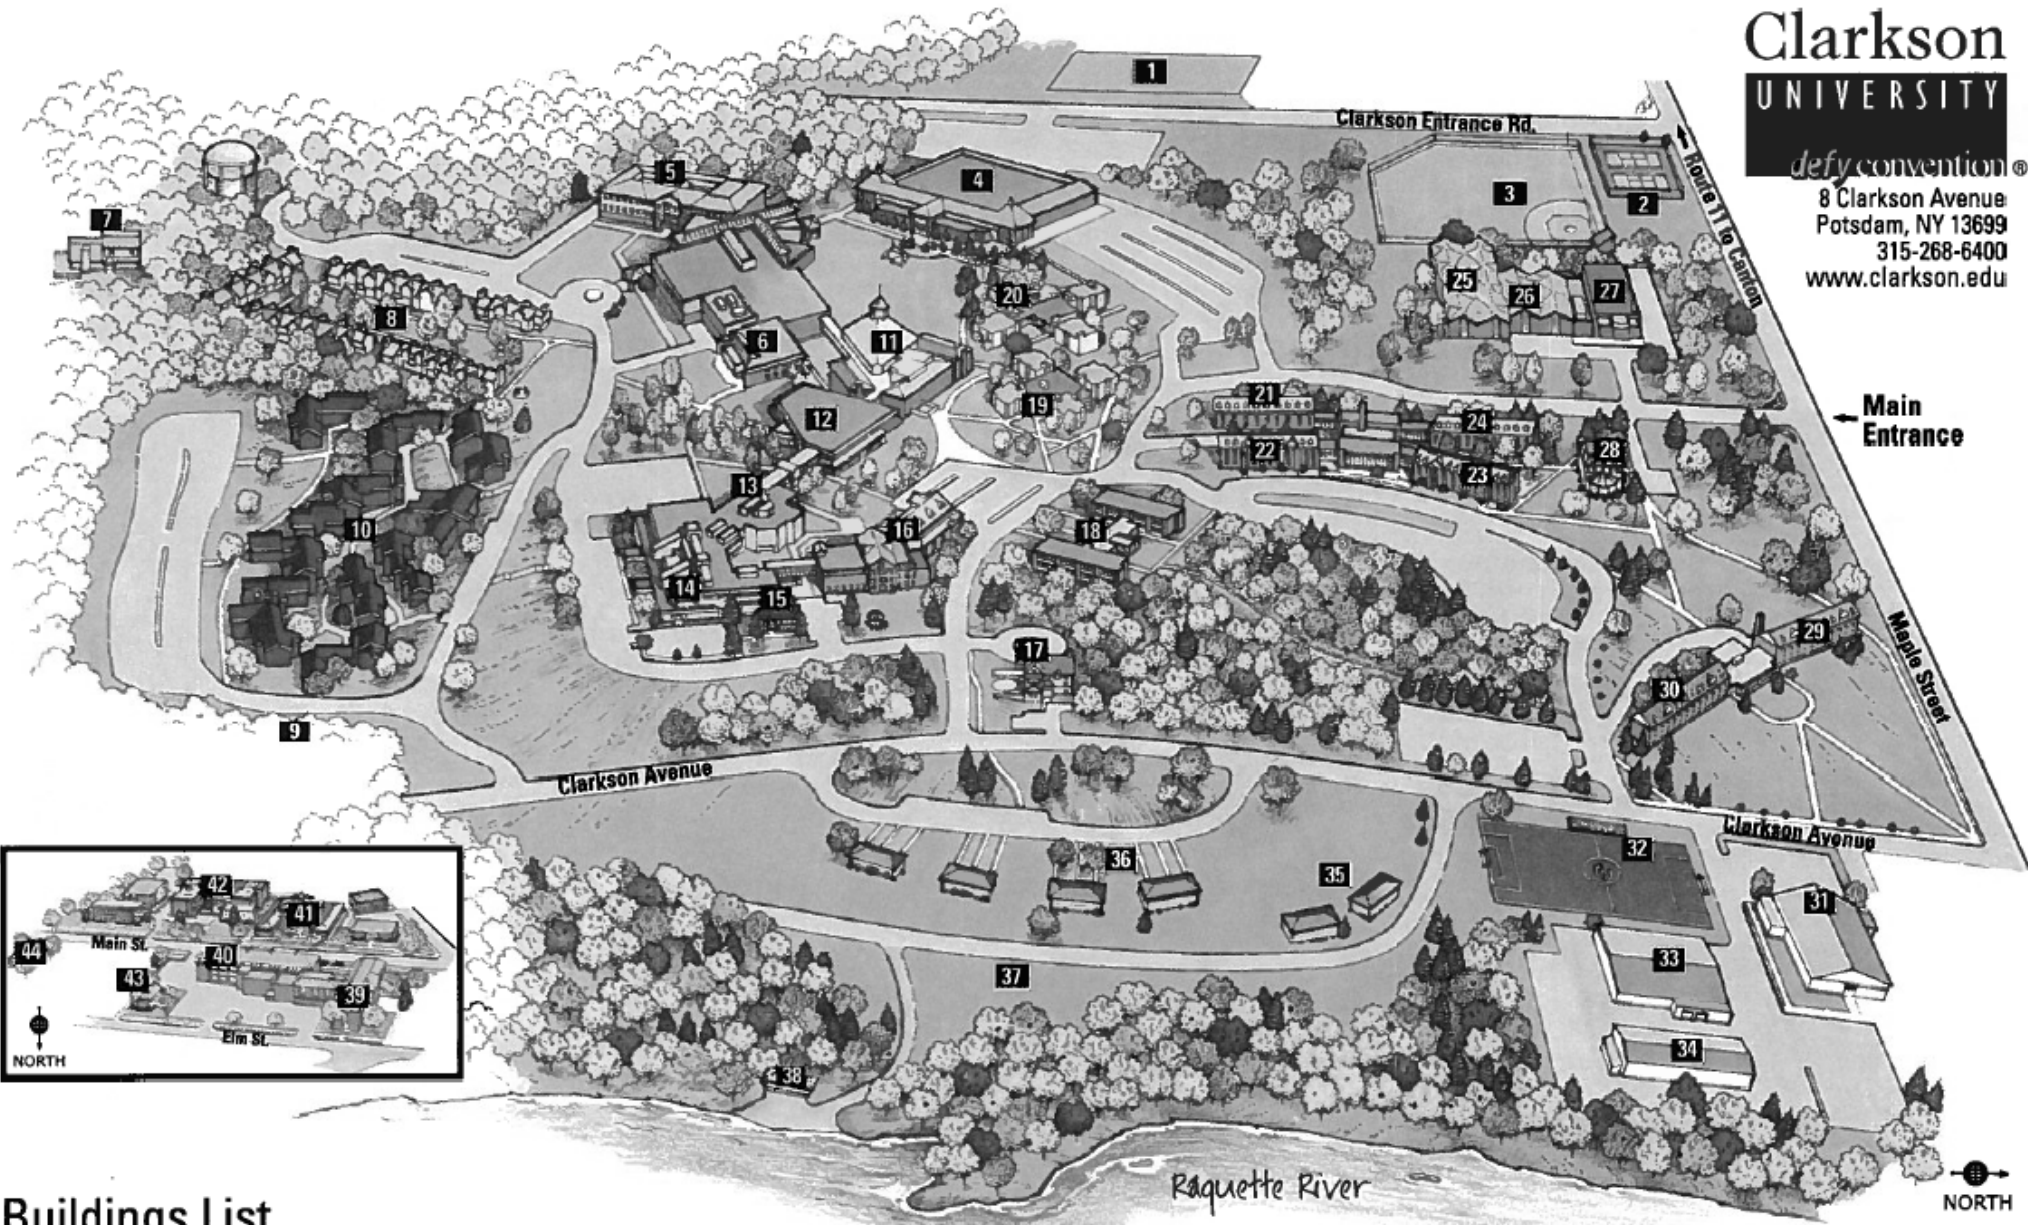 Clarkson
UNIVERSITY
defy convention®
8 Clarkson Avenue
Potsdam, NY 13699
315-268-6400
www.clarkson.edu
1
Clarkson Entrance Rd.
Route 11 to Canton
2
3
4
5
6
7
8
9
10
11
12
13
14
15
16
17
18
19
20
21
22
23
24
25
26
27
28
Main
Entrance
29
30
Maple Street
Clarkson Avenue
Clarkson Avenue
31
32
33
34
35
36
37
38
42
41
Main St.
44
40
43
39
Elm St.
NORTH
Raquette River
NORTH
Buildings List